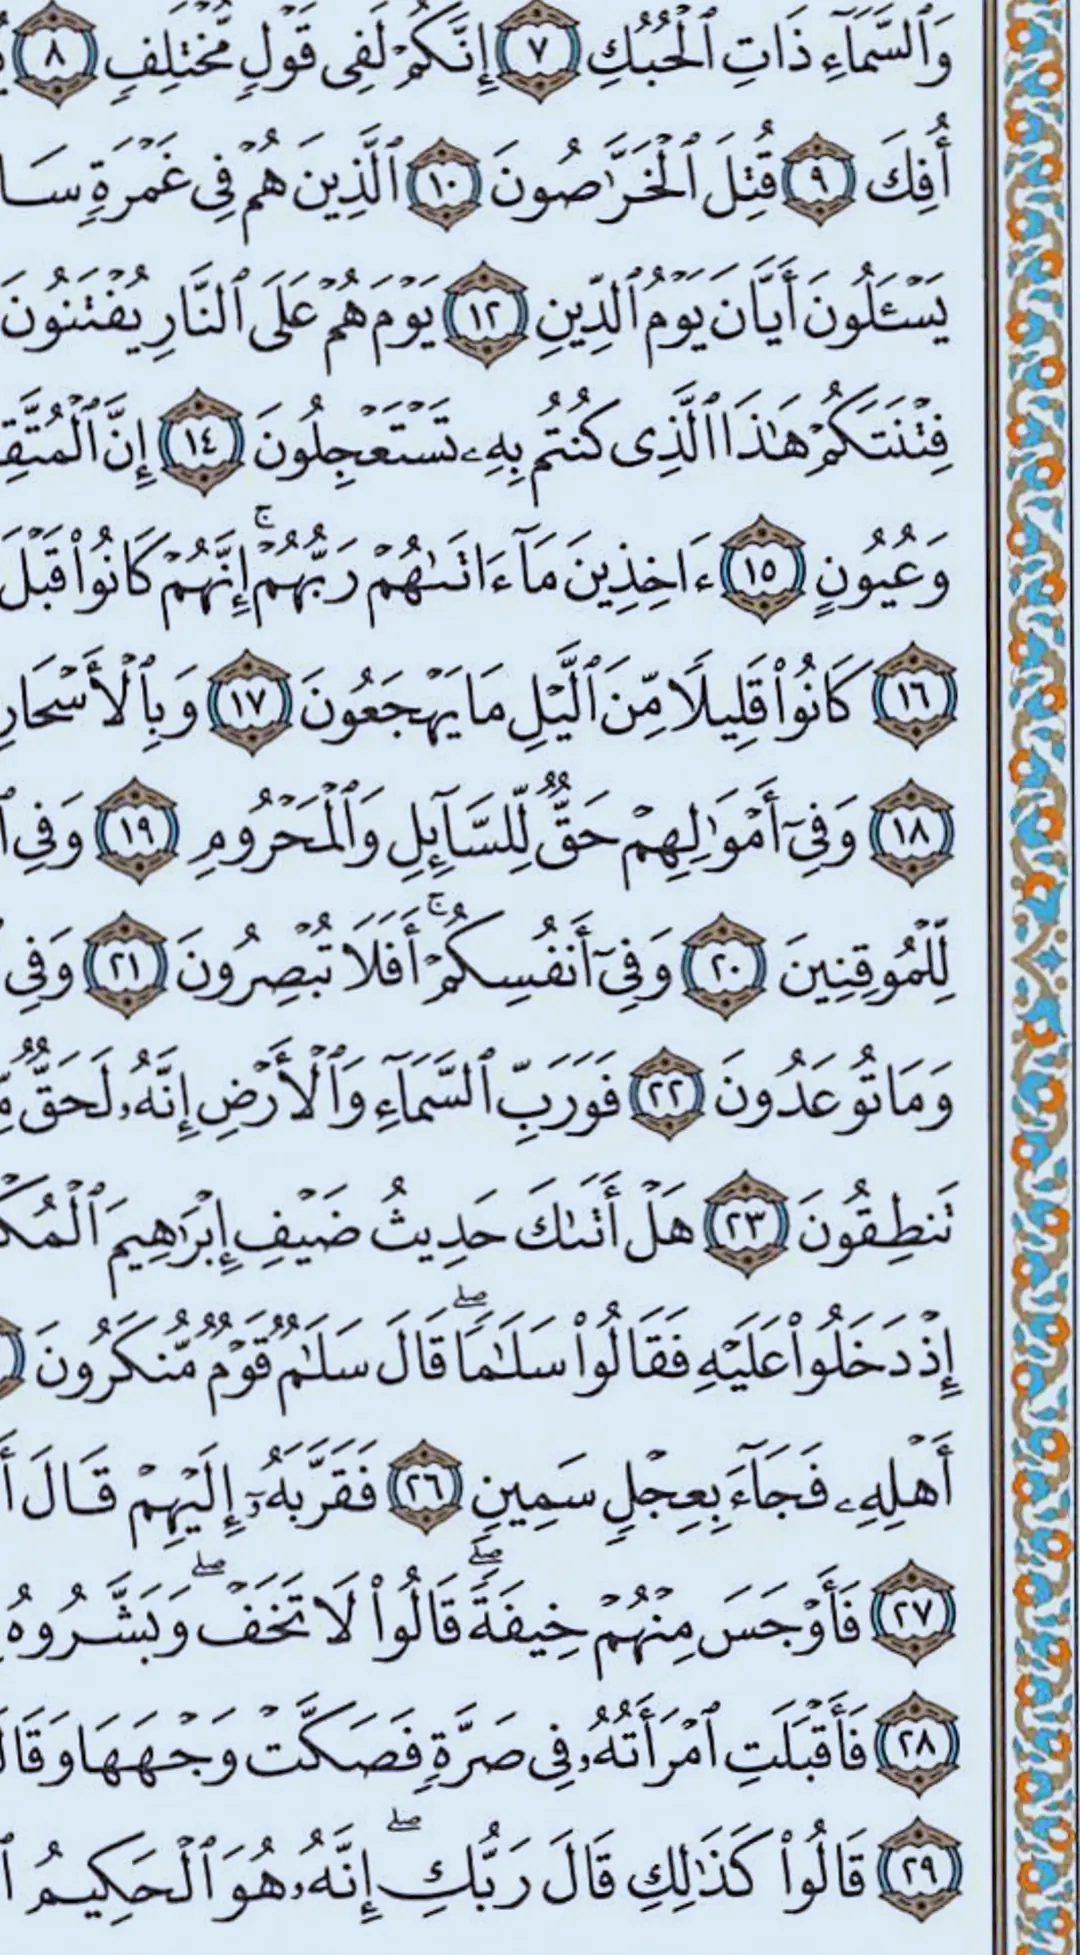 وَٱلسَّمَآءِ ذَاتِ ٱلْحُبُكِ ٧ إِنَّكُمْ لَفِى قَوْلٍ مُّخْتَلِفٍ ٨
أُفِكَ ٩ قُتِلَ ٱلْخَرَّٰصُونَ ١٠ ٱلَّذِينَ هُمْ فِى غَمْرَةٍ سَا
يَسْـَٔلُونَ أَيَّانَ يَوْمُ ٱلدِّينِ ١٢ يَوْمَ هُمْ عَلَى ٱلنَّارِ يُفْتَنُونَ
فِتْنَتَكُمْ هَٰذَا ٱلَّذِى كُنتُم بِهِۦ تَسْتَعْجِلُونَ ١٤ إِنَّ ٱلْمُتَّقِ
وَعُيُونٍ ١٥ ءَاخِذِينَ مَآ ءَاتَىٰهُمْ رَبُّهُمْ ۚ إِنَّهُمْ كَانُوا۟ قَبْلَ
١٦ كَانُوا۟ قَلِيلًا مِّنَ ٱلَّيْلِ مَا يَهْجَعُونَ ١٧ وَبِٱلْأَسْحَارِ
١٨ وَفِىٓ أَمْوَٰلِهِمْ حَقٌّ لِّلسَّآئِلِ وَٱلْمَحْرُومِ ١٩ وَفِى ٱ
لِّلْمُوقِنِينَ ٢٠ وَفِىٓ أَنفُسِكُمْ ۚ أَفَلَا تُبْصِرُونَ ٢١ وَفِى
وَمَا تُوعَدُونَ ٢٢ فَوَرَبِّ ٱلسَّمَآءِ وَٱلْأَرْضِ إِنَّهُۥ لَحَقٌّ مِّ
تَنطِقُونَ ٢٣ هَلْ أَتَىٰكَ حَدِيثُ ضَيْفِ إِبْرَٰهِيمَ ٱلْمُكْ
إِذْ دَخَلُوا۟ عَلَيْهِ فَقَالُوا۟ سَلَٰمًا ۖ قَالَ سَلَٰمٌ قَوْمٌ مُّنكَرُونَ
أَهْلِهِۦ فَجَآءَ بِعِجْلٍ سَمِينٍ ٢٦ فَقَرَّبَهُۥٓ إِلَيْهِمْ قَالَ أَ
٢٧ فَأَوْجَسَ مِنْهُمْ خِيفَةً ۖ قَالُوا۟ لَا تَخَفْ ۖ وَبَشَّرُوهُ
٢٨ فَأَقْبَلَتِ ٱمْرَأَتُهُۥ فِى صَرَّةٍ فَصَكَّتْ وَجْهَهَا وَقَالَ
٢٩ قَالُوا۟ كَذَٰلِكِ قَالَ رَبُّكِ ۖ إِنَّهُۥ هُوَ ٱلْحَكِيمُ ٱ